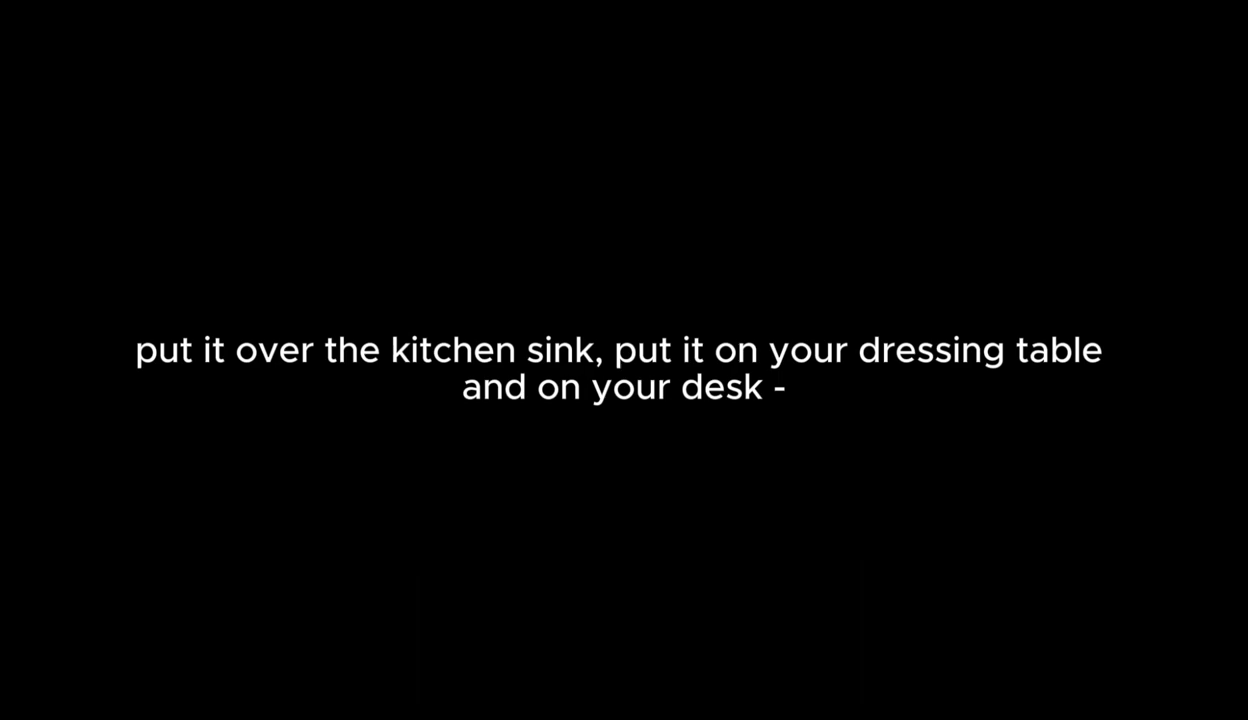 put it over the kitchen sink, put it on your dressing table
and on your desk -